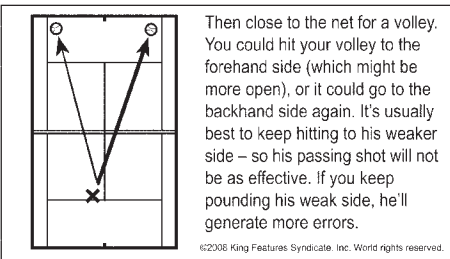 Then close to the net for a volley.
You could hit your volley to the
forehand side (which might be
more open), or it could go to the
backhand side again. It's usually
best to keep hitting to his weaker
side – so his passing shot will not
be as effective. If you keep
pounding his weak side, he'll
generate more errors.
©2008 King Features Syndicate. Inc. World rights reserved.